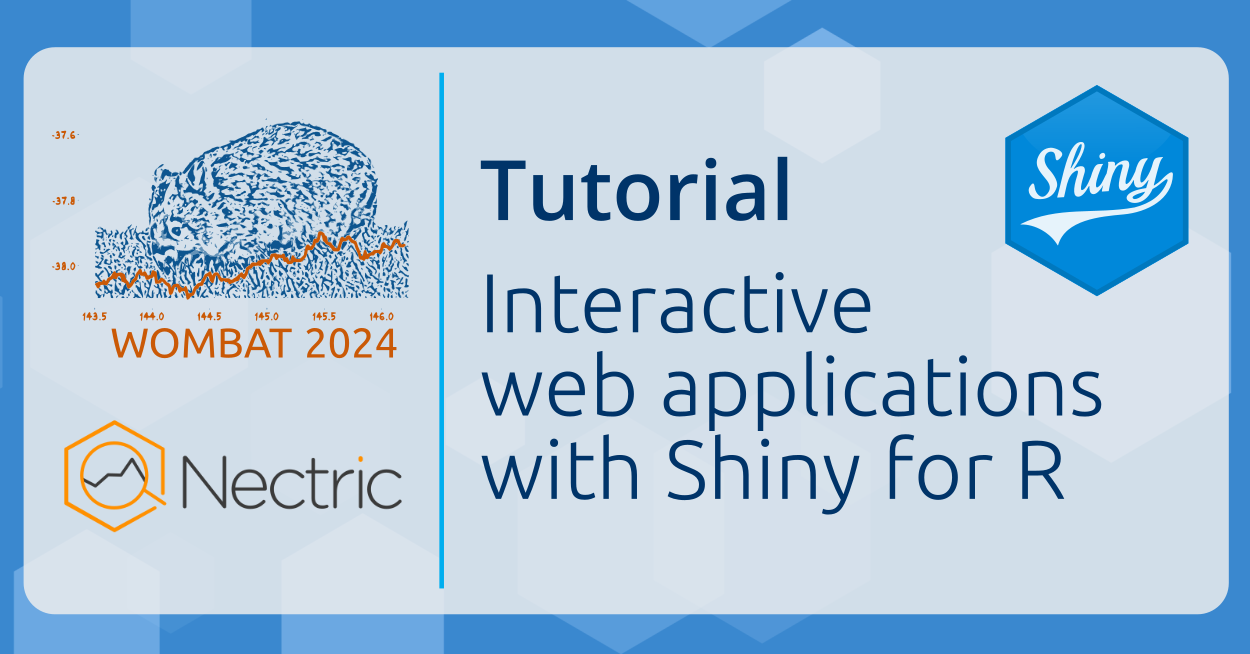 -37.6
-37.8
-38.0
143.5 144.0 144.5 145.0 145.5 146.0
WOMBAT 2024
Nectric
Tutorial
Interactive
web applications
with Shiny for R
Shiny